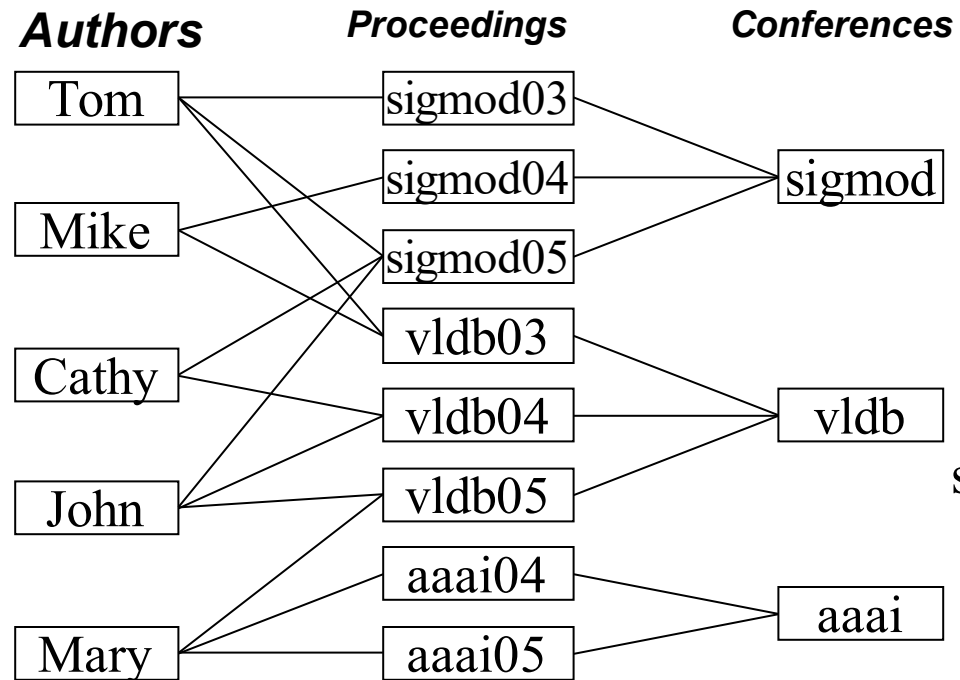 Authors
Proceedings
Conferences
Tom
Mike
Cathy
John
Mary
sigmod03
sigmod04
sigmod05
vldb03
vldb04
vldb05
aaai04
aaai05
sigmod
vldb
aaai
s